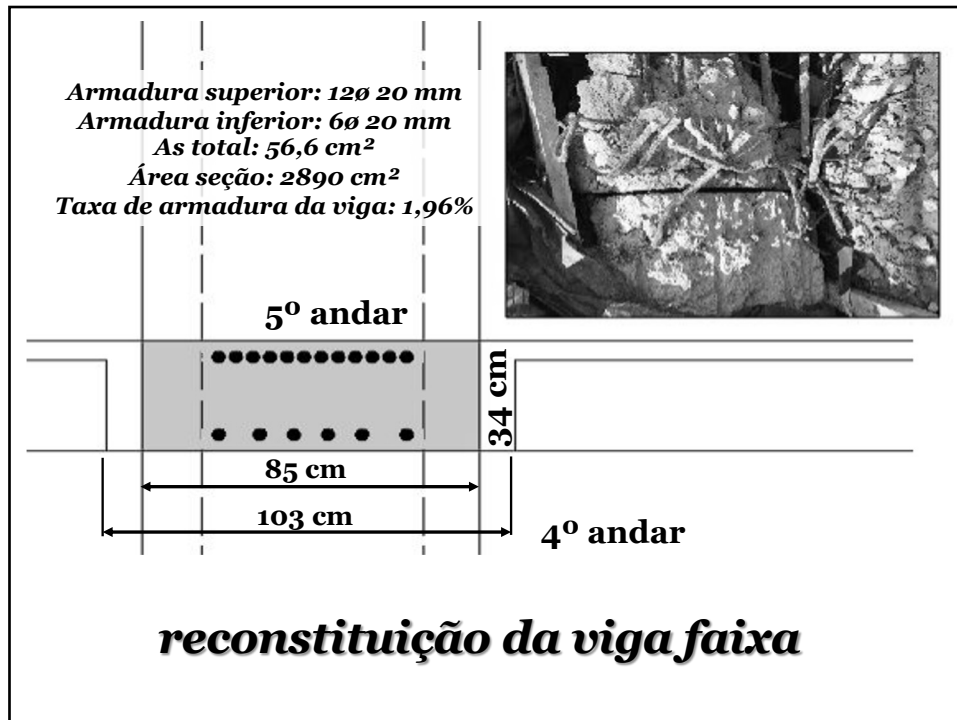 Armadura superior: 12ø 20 mm
Armadura inferior: 6ø 20 mm
As total: 56,6 cm²
Área seção: 2890 cm²
Taxa de armadura da viga: 1,96%
5º andar
34 cm
85 cm
103 cm
4º andar
reconstituição da viga faixa